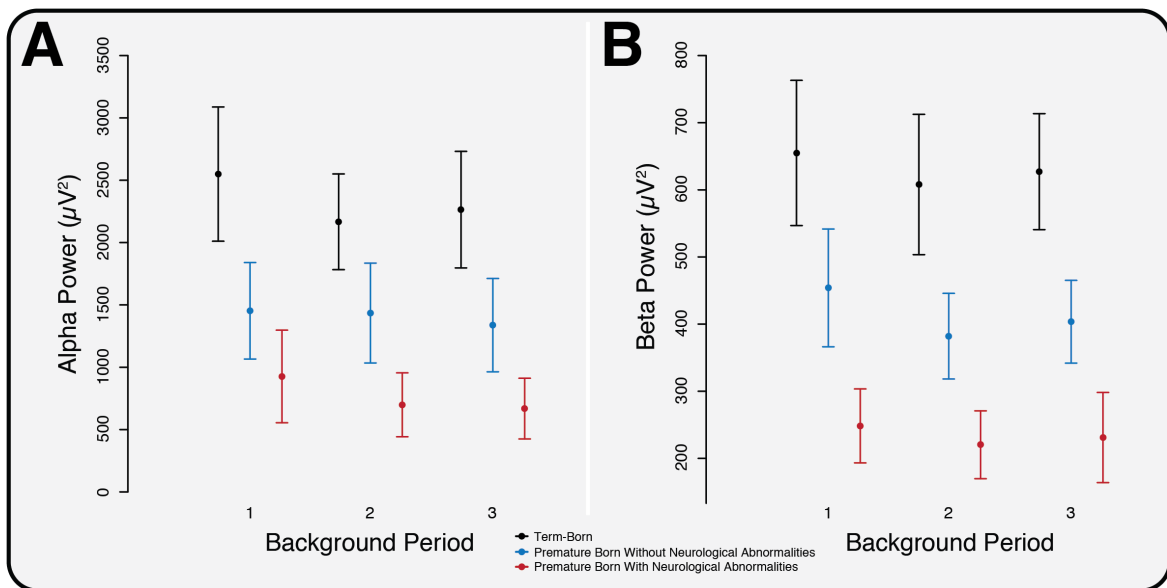 A
3500
3000
2500
2000
1500
1000
500
0
Alpha Power (µV²)
1 2 3
Background Period
B
800
700
600
500
400
300
200
Beta Power (µV²)
1 2 3
Background Period
Term-Born
Premature Born Without Neurological Abnormalities
Premature Born With Neurological Abnormalities